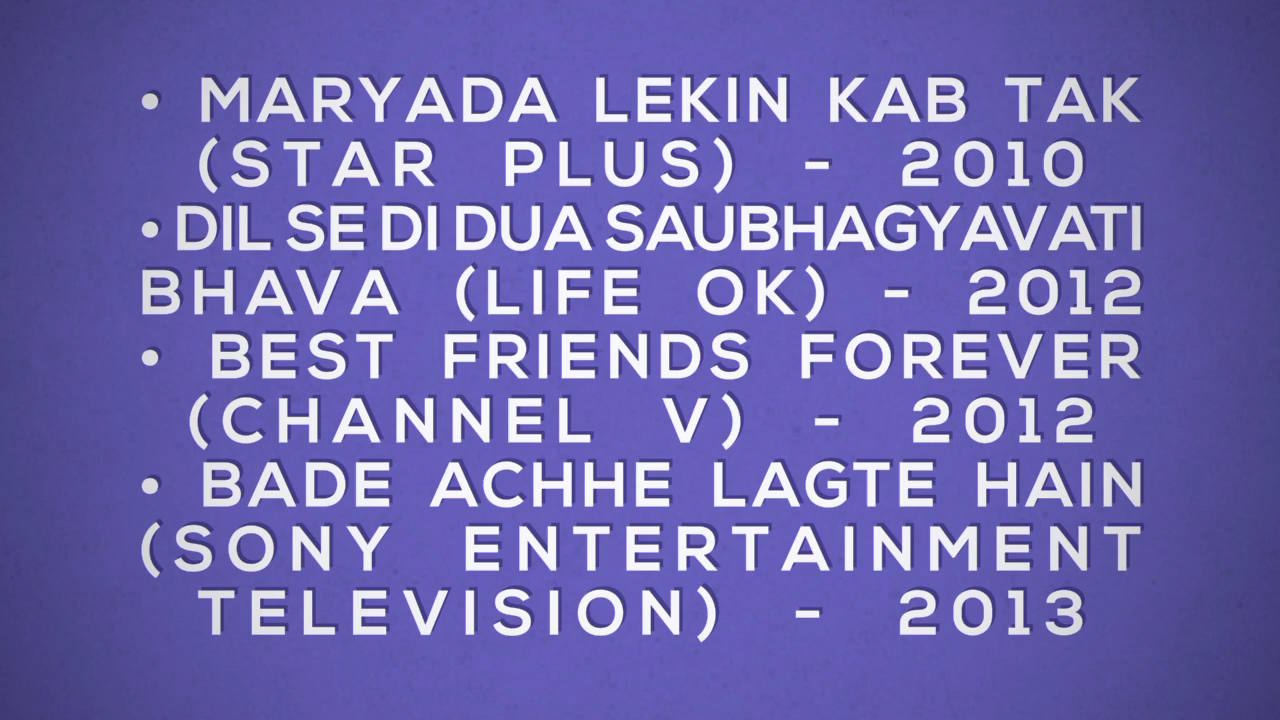 • MARYADA LEKIN KAB TAK
(STAR PLUS) - 2010
• DIL SE DI DUA SAUBHAGYAVATI
BHAVA (LIFE OK) - 2012
• BEST FRIENDS FOREVER
(CHANNEL V) - 2012
• BADE ACHHE LAGTE HAIN
(SONY ENTERTAINMENT
TELEVISION) - 2013